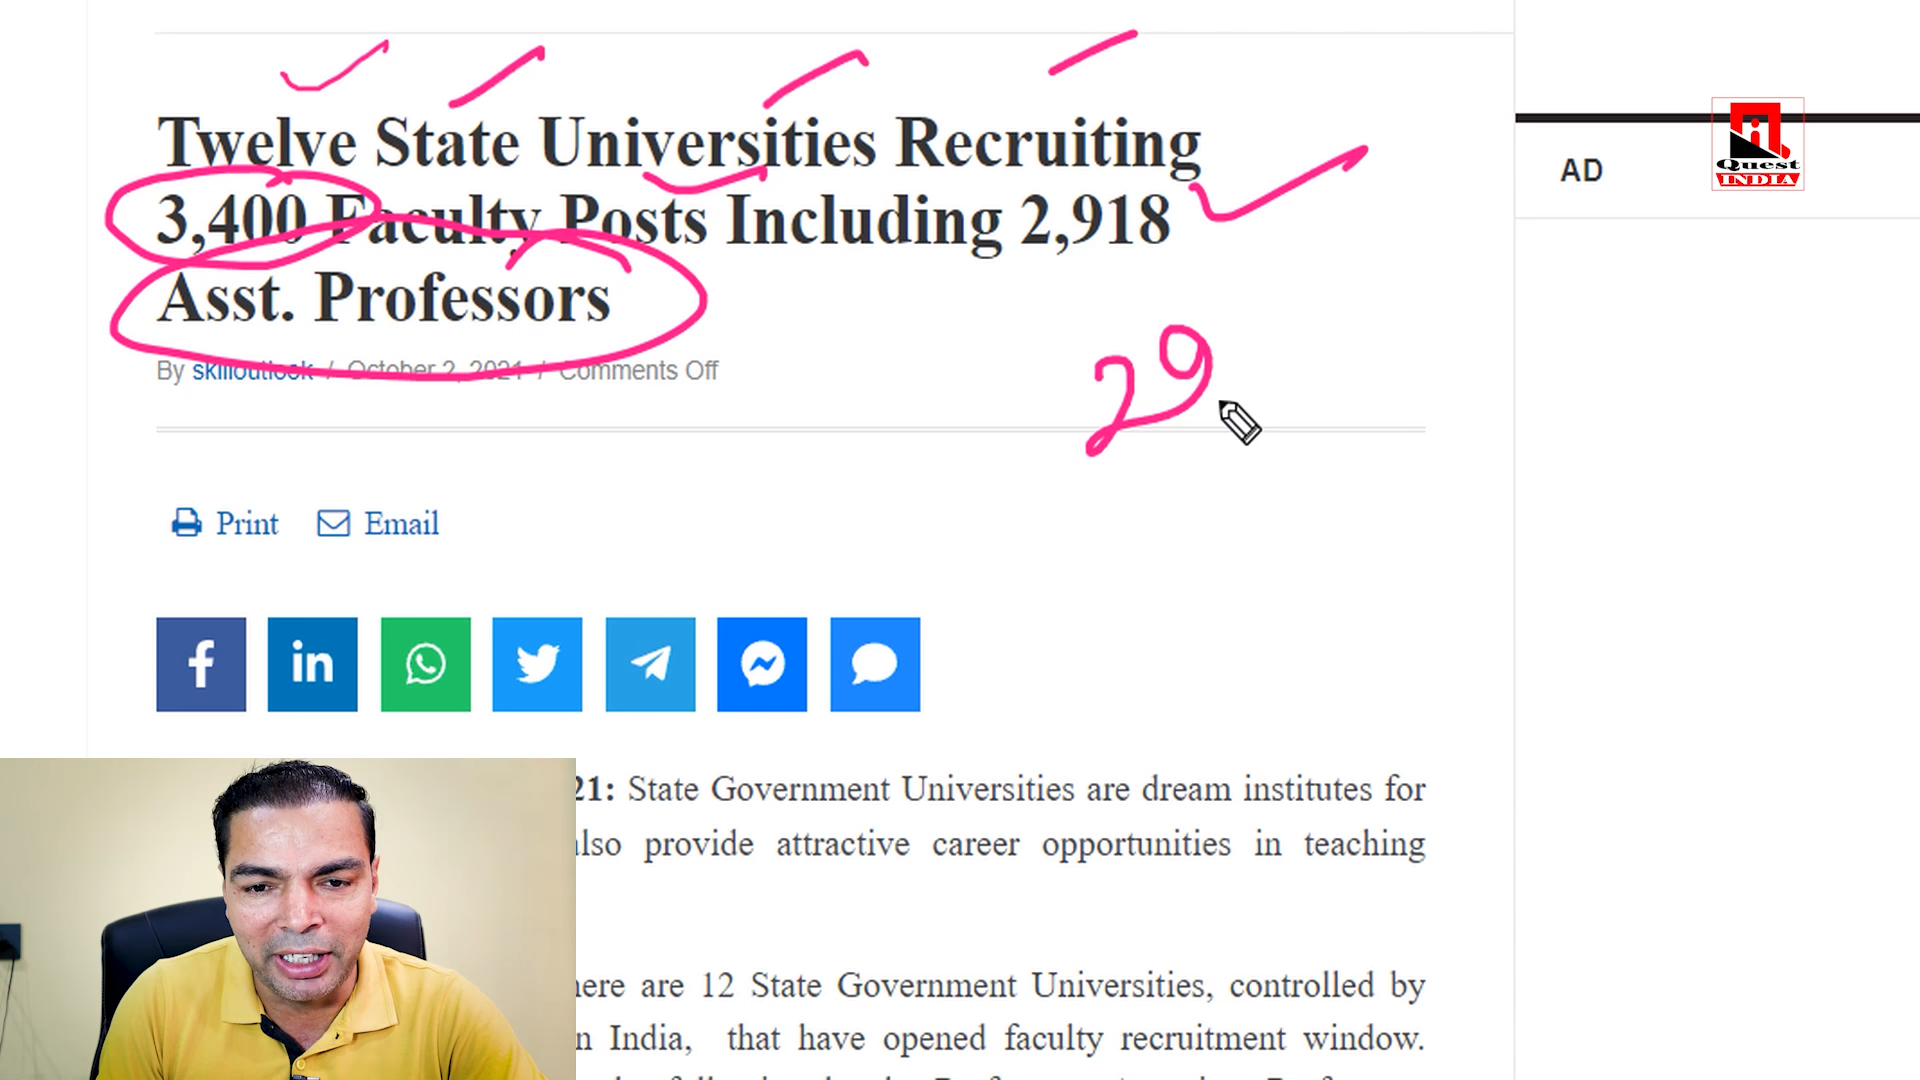 Twelve State Universities Recruiting
3,400 Faculty Posts Including 2,918
Asst. Professors
By skilloutlook / October 2, 2021 / Comments Off
29
Print Email
AD
Quest
INDIA
21: State Government Universities are dream institutes for
also provide attractive career opportunities in teaching
here are 12 State Government Universities, controlled by
n India, that have opened faculty recruitment window.